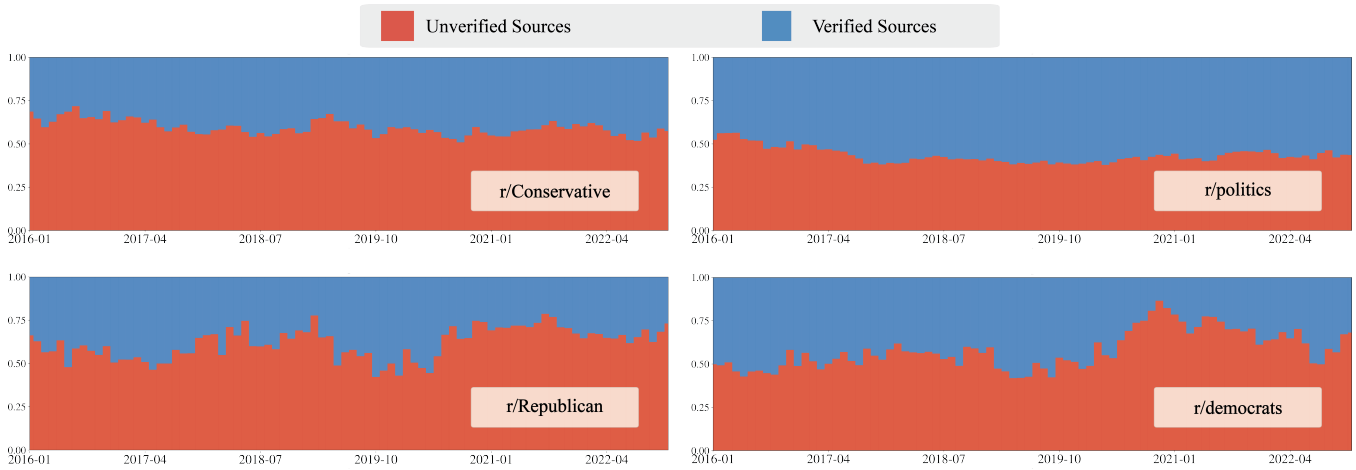 Unverified Sources Verified Sources
1.00 1.00
0.75 0.75
0.50 0.50
0.25 r/Conservative 0.25 r/politics
0.00 0.00
2016-01 2017-04 2018-07 2019-10 2021-01 2022-04 2016-01 2017-04 2018-07 2019-10 2021-01 2022-04
1.00 1.00
0.75 0.75
0.50 0.50
0.25 r/Republican 0.25 r/democrats
0.00 0.00
2016-01 2017-04 2018-07 2019-10 2021-01 2022-04 2016-01 2017-04 2018-07 2019-10 2021-01 2022-04